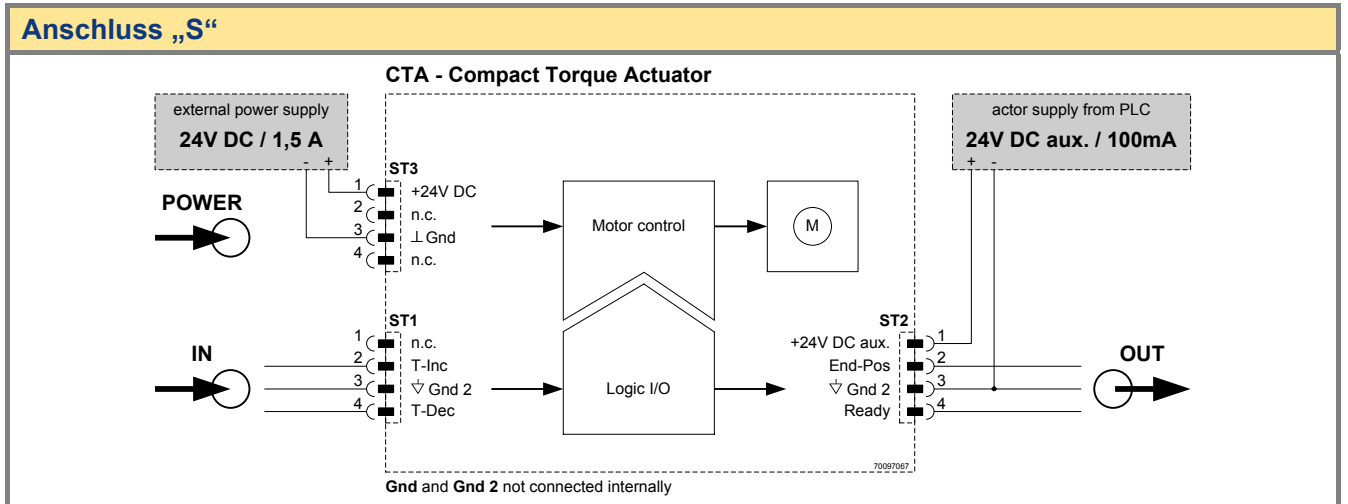 Anschluss „S“
CTA - Compact Torque Actuator
external power supply
24V DC / 1,5 A
- +
actor supply from PLC
24V DC aux. / 100mA
+ -
POWER
ST3
1 +24V DC
2 n.c.
3 ⊥ Gnd
4 n.c.
Motor control
M
IN
ST1
1 n.c.
2 T-Inc
3 Gnd 2
4 T-Dec
Logic I/O
ST2
+24V DC aux. 1
End-Pos 2
Gnd 2 3
Ready 4
OUT
70097067
Gnd and Gnd 2 not connected internally